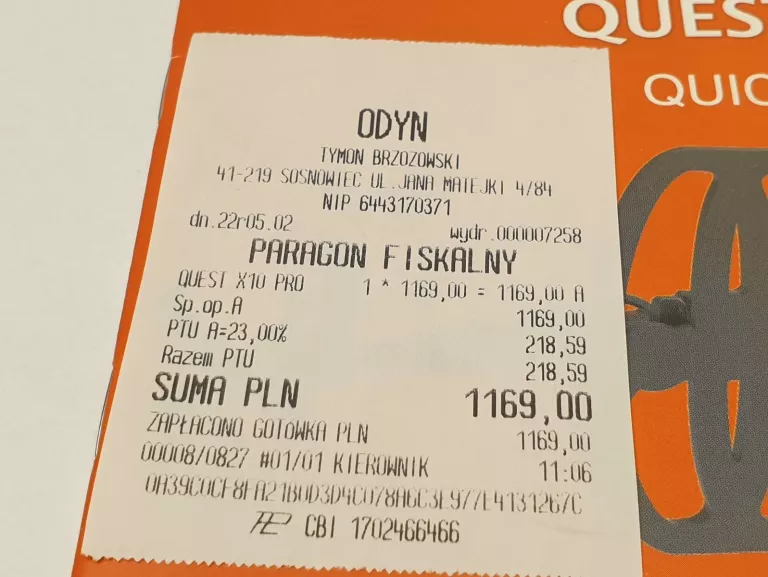 QUES
QUIC
ODYN
TYMON BRZOZOWSKI
41-219 SOSNOWIEC UL.JANA MATEJKI 4/84
NIP 6443170371
dn.22r05.02 wydr.000007258
PARAGON FISKALNY
QUEST X10 PRO 1 * 1169,00 = 1169,00 A
Sp.op.A 1169,00
PTU A=23,00% 218,59
Razem PTU 218,59
SUMA PLN 1169,00
ZAPŁACONO GOTÓWKA PLN 1169,00
00008/0827 #01/01 KIEROWNIK 11:06
CBI 1702466466